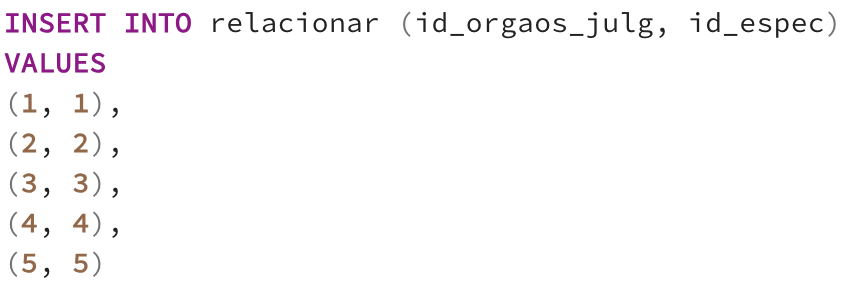 INSERT INTO relacionar (id_orgaos_julg, id_espec)
VALUES
(1, 1),
(2, 2),
(3, 3),
(4, 4),
(5, 5)